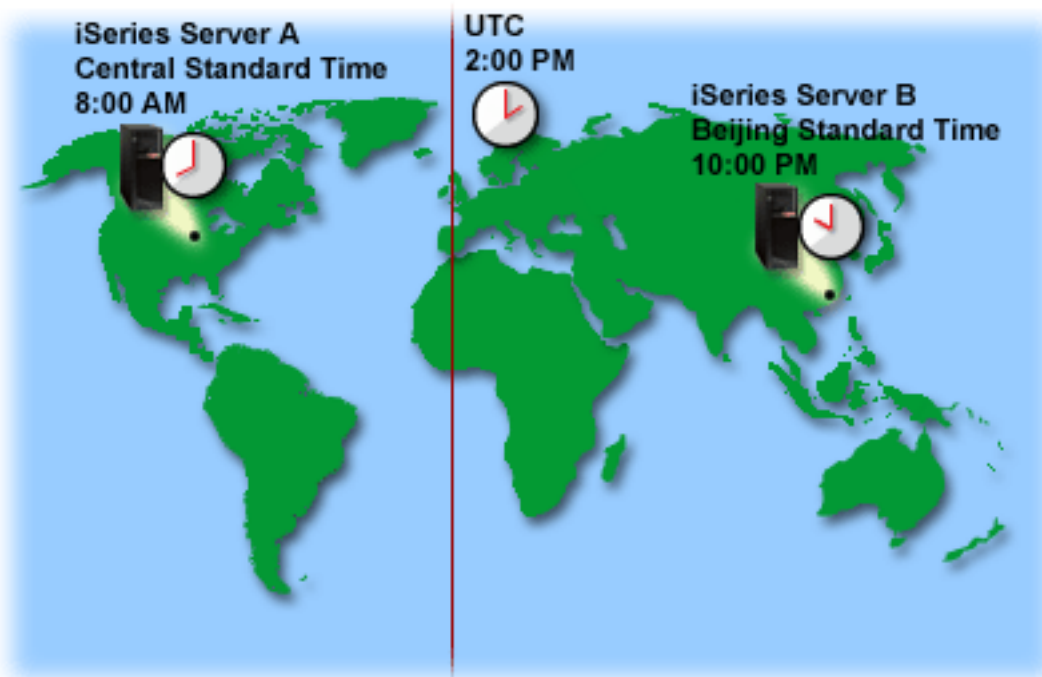 iSeries Server A
Central Standard Time
8:00 AM
UTC
2:00 PM
iSeries Server B
Beijing Standard Time
10:00 PM